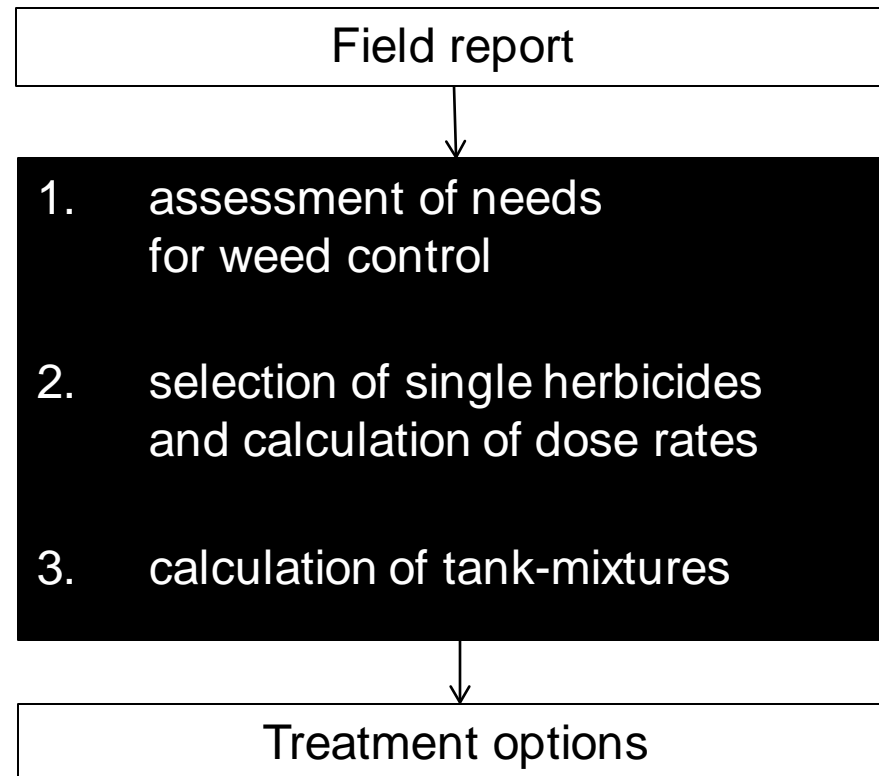 Field report
1. assessment of needs
for weed control
2. selection of single herbicides
and calculation of dose rates
3. calculation of tank-mixtures
Treatment options